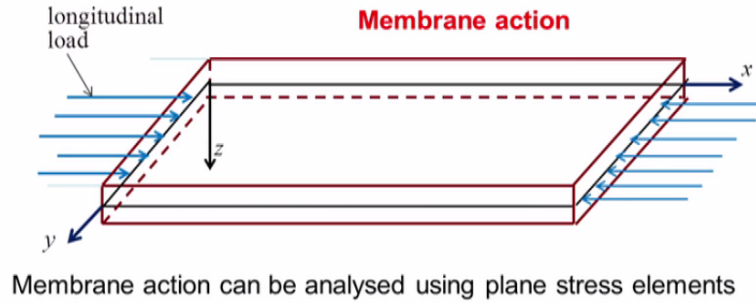 longitudinal
load
Membrane action
x
z
y
Membrane action can be analysed using plane stress elements